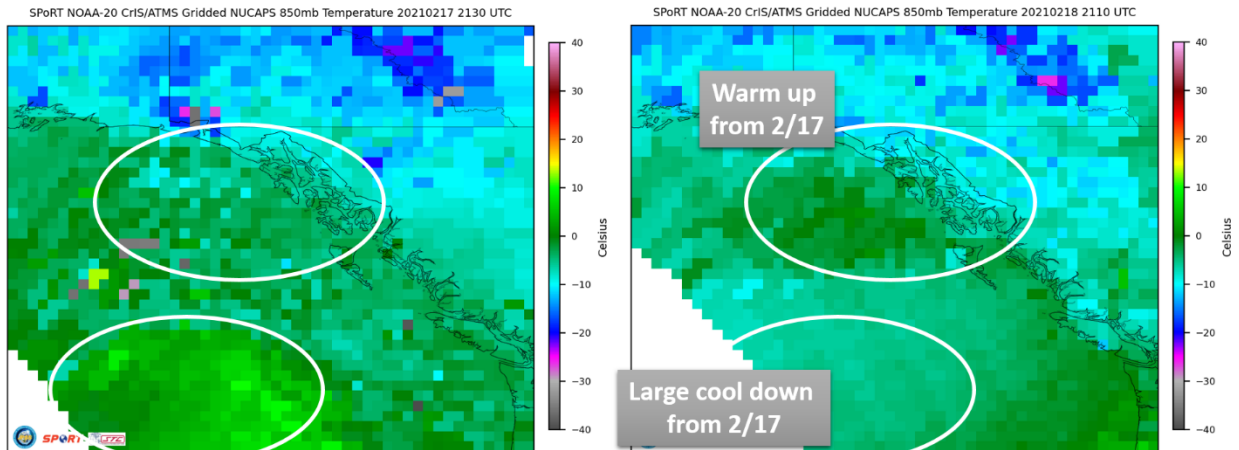 SPoRT NOAA-20 CrIS/ATMS Gridded NUCAPS 850mb Temperature 20210217 2130 UTC
40
30
20
10
0
−10
−20
−30
−40
Celsius
SPoRT
SPoRT NOAA-20 CrIS/ATMS Gridded NUCAPS 850mb Temperature 20210218 2110 UTC
Warm up
from 2/17
Large cool down
from 2/17
40
30
20
10
0
−10
−20
−30
−40
Celsius